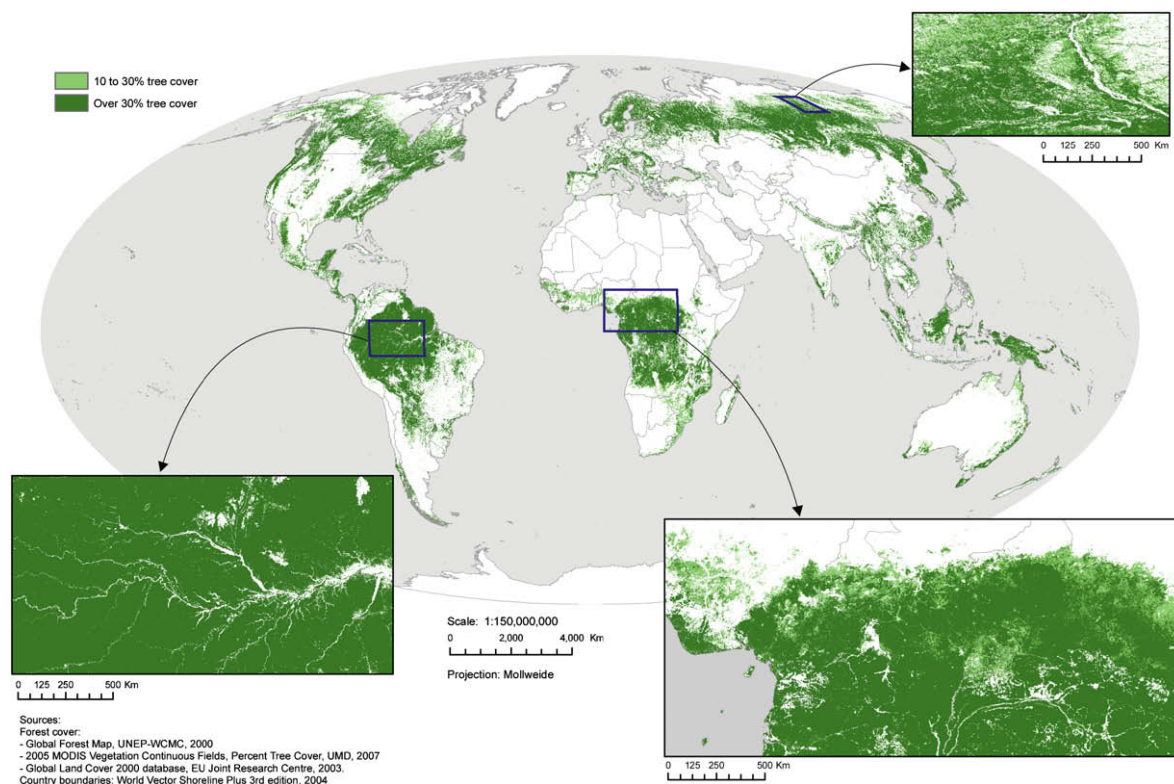 10 to 30% tree cover
Over 30% tree cover
0 125 250 500 Km
Scale: 1:150,000,000
0 2,000 4,000 Km
Projection: Mollweide
0 125 250 500 Km
0 125 250 500 Km
Sources:
Forest cover:
- Global Forest Map, UNEP-WCMC, 2000
- 2005 MODIS Vegetation Continuous Fields, Percent Tree Cover, UMD, 2007
- Global Land Cover 2000 database, EU Joint Research Centre, 2003.
Country boundaries: World Vector Shoreline Plus 3rd edition, 2004